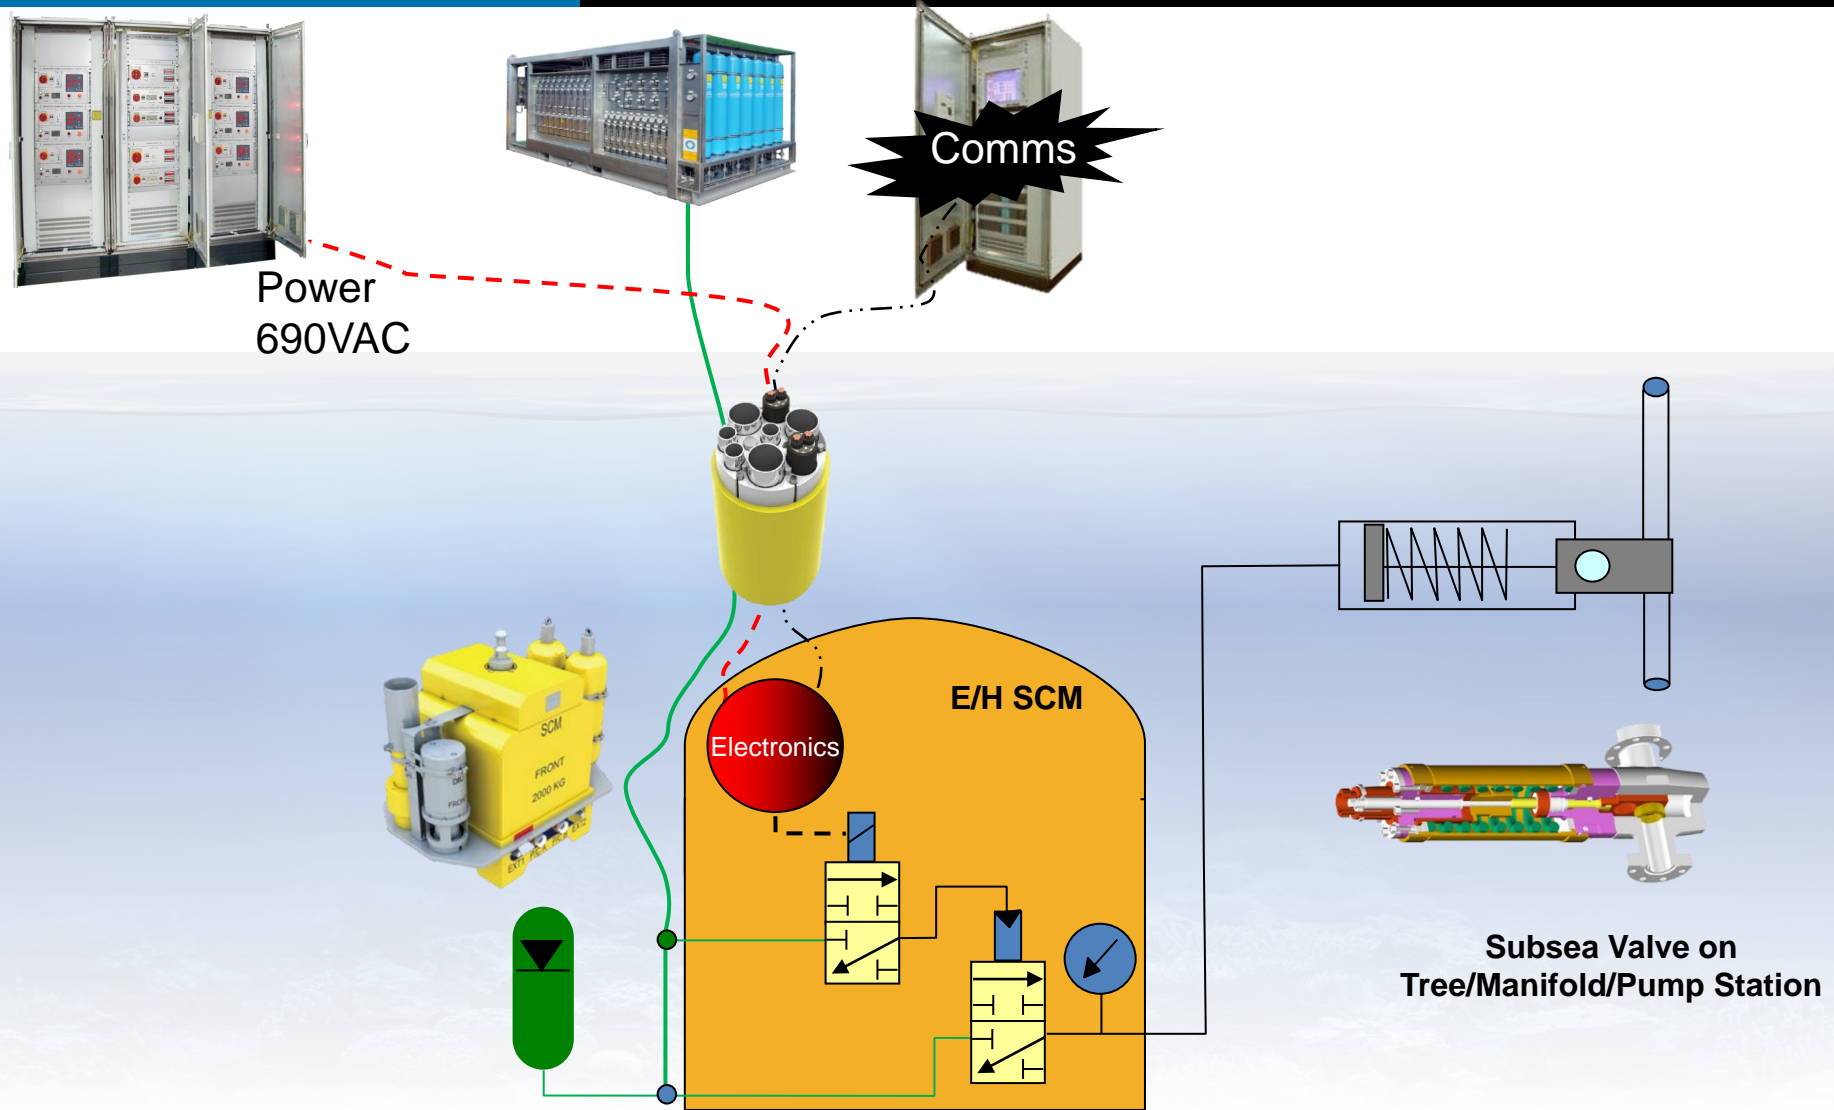 Comms
Power
690VAC
E/H SCM
Electronics
SCM
FRONT
2000 KG
Subsea Valve on
Tree/Manifold/Pump Station